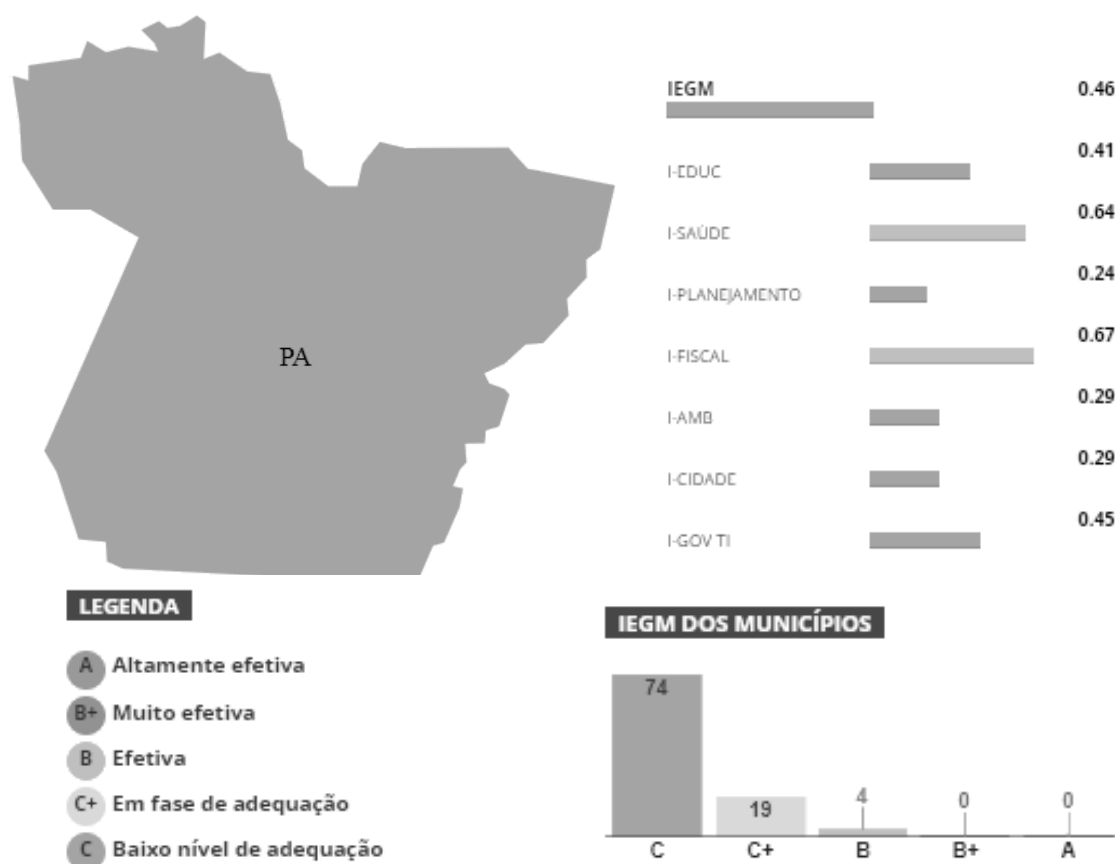 PA
IEGM 0.46
I-EDUC 0.41
I-SAÚDE 0.64
I-PLANEJAMENTO 0.24
I-FISCAL 0.67
I-AMB 0.29
I-CIDADE 0.29
I-GOV TI 0.45
LEGENDA
A Altamente efetiva
B+ Muito efetiva
B Efetiva
C+ Em fase de adequação
C Baixo nível de adequação
IEGM DOS MUNICÍPIOS
74 19 4 0 0
C C+ B B+ A